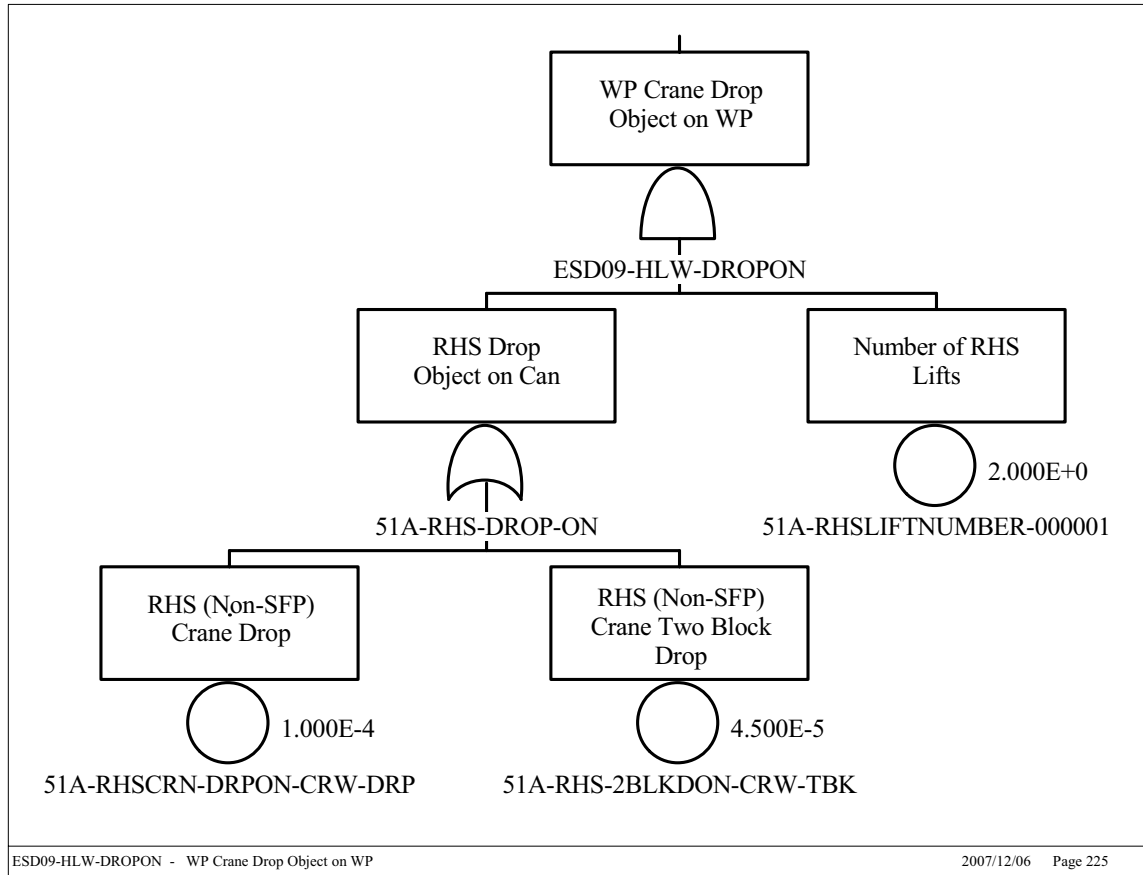 WP Crane Drop
Object on WP
ESD09-HLW-DROPON
RHS Drop
Object on Can
Number of RHS
Lifts
2.000E+0
51A-RHS-DROP-ON
51A-RHSLIFTNUMBER-000001
RHS (Non-SFP)
Crane Drop
RHS (Non-SFP)
Crane Two Block
Drop
1.000E-4
4.500E-5
51A-RHSCRN-DRPON-CRW-DRP
51A-RHS-2BLKDON-CRW-TBK
ESD09-HLW-DROPON - WP Crane Drop Object on WP
2007/12/06 Page 225